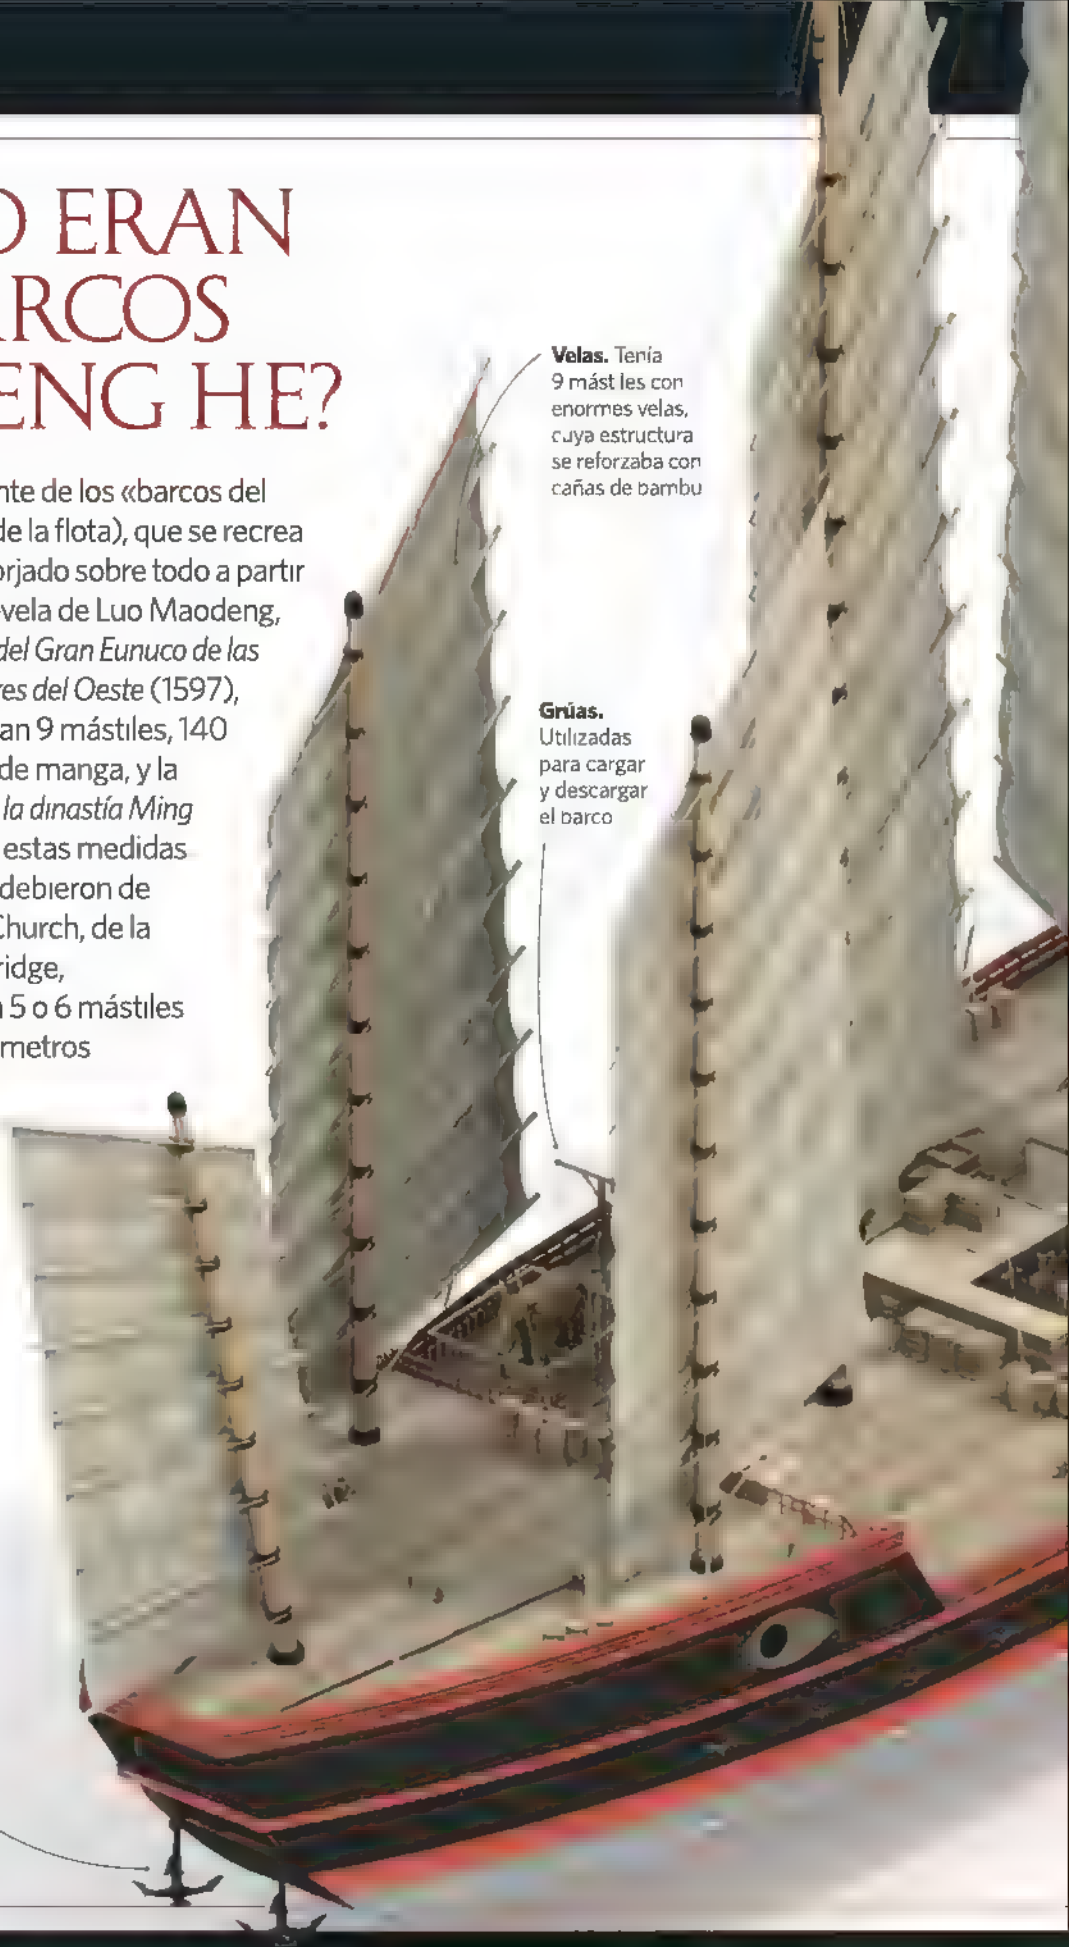 O ERAN
ARCOS
ENG HE?
nte de los «barcos del
de la flota), que se recrea
orjado sobre todo a partir
vela de Luo Maodeng,
del Gran Eunuco de las
res del Oeste (1597),
an 9 mástiles, 140
de manga, y la
la dinastía Ming
estas medidas
debieron de
Church, de la
ridge,
n 5 o 6 mástiles
metros
Velas. Tenía
9 mást les con
enormes velas,
cuya estructura
se reforzaba con
cañas de bambu
Grúas.
Utilizadas
para cargar
y descargar
el barco